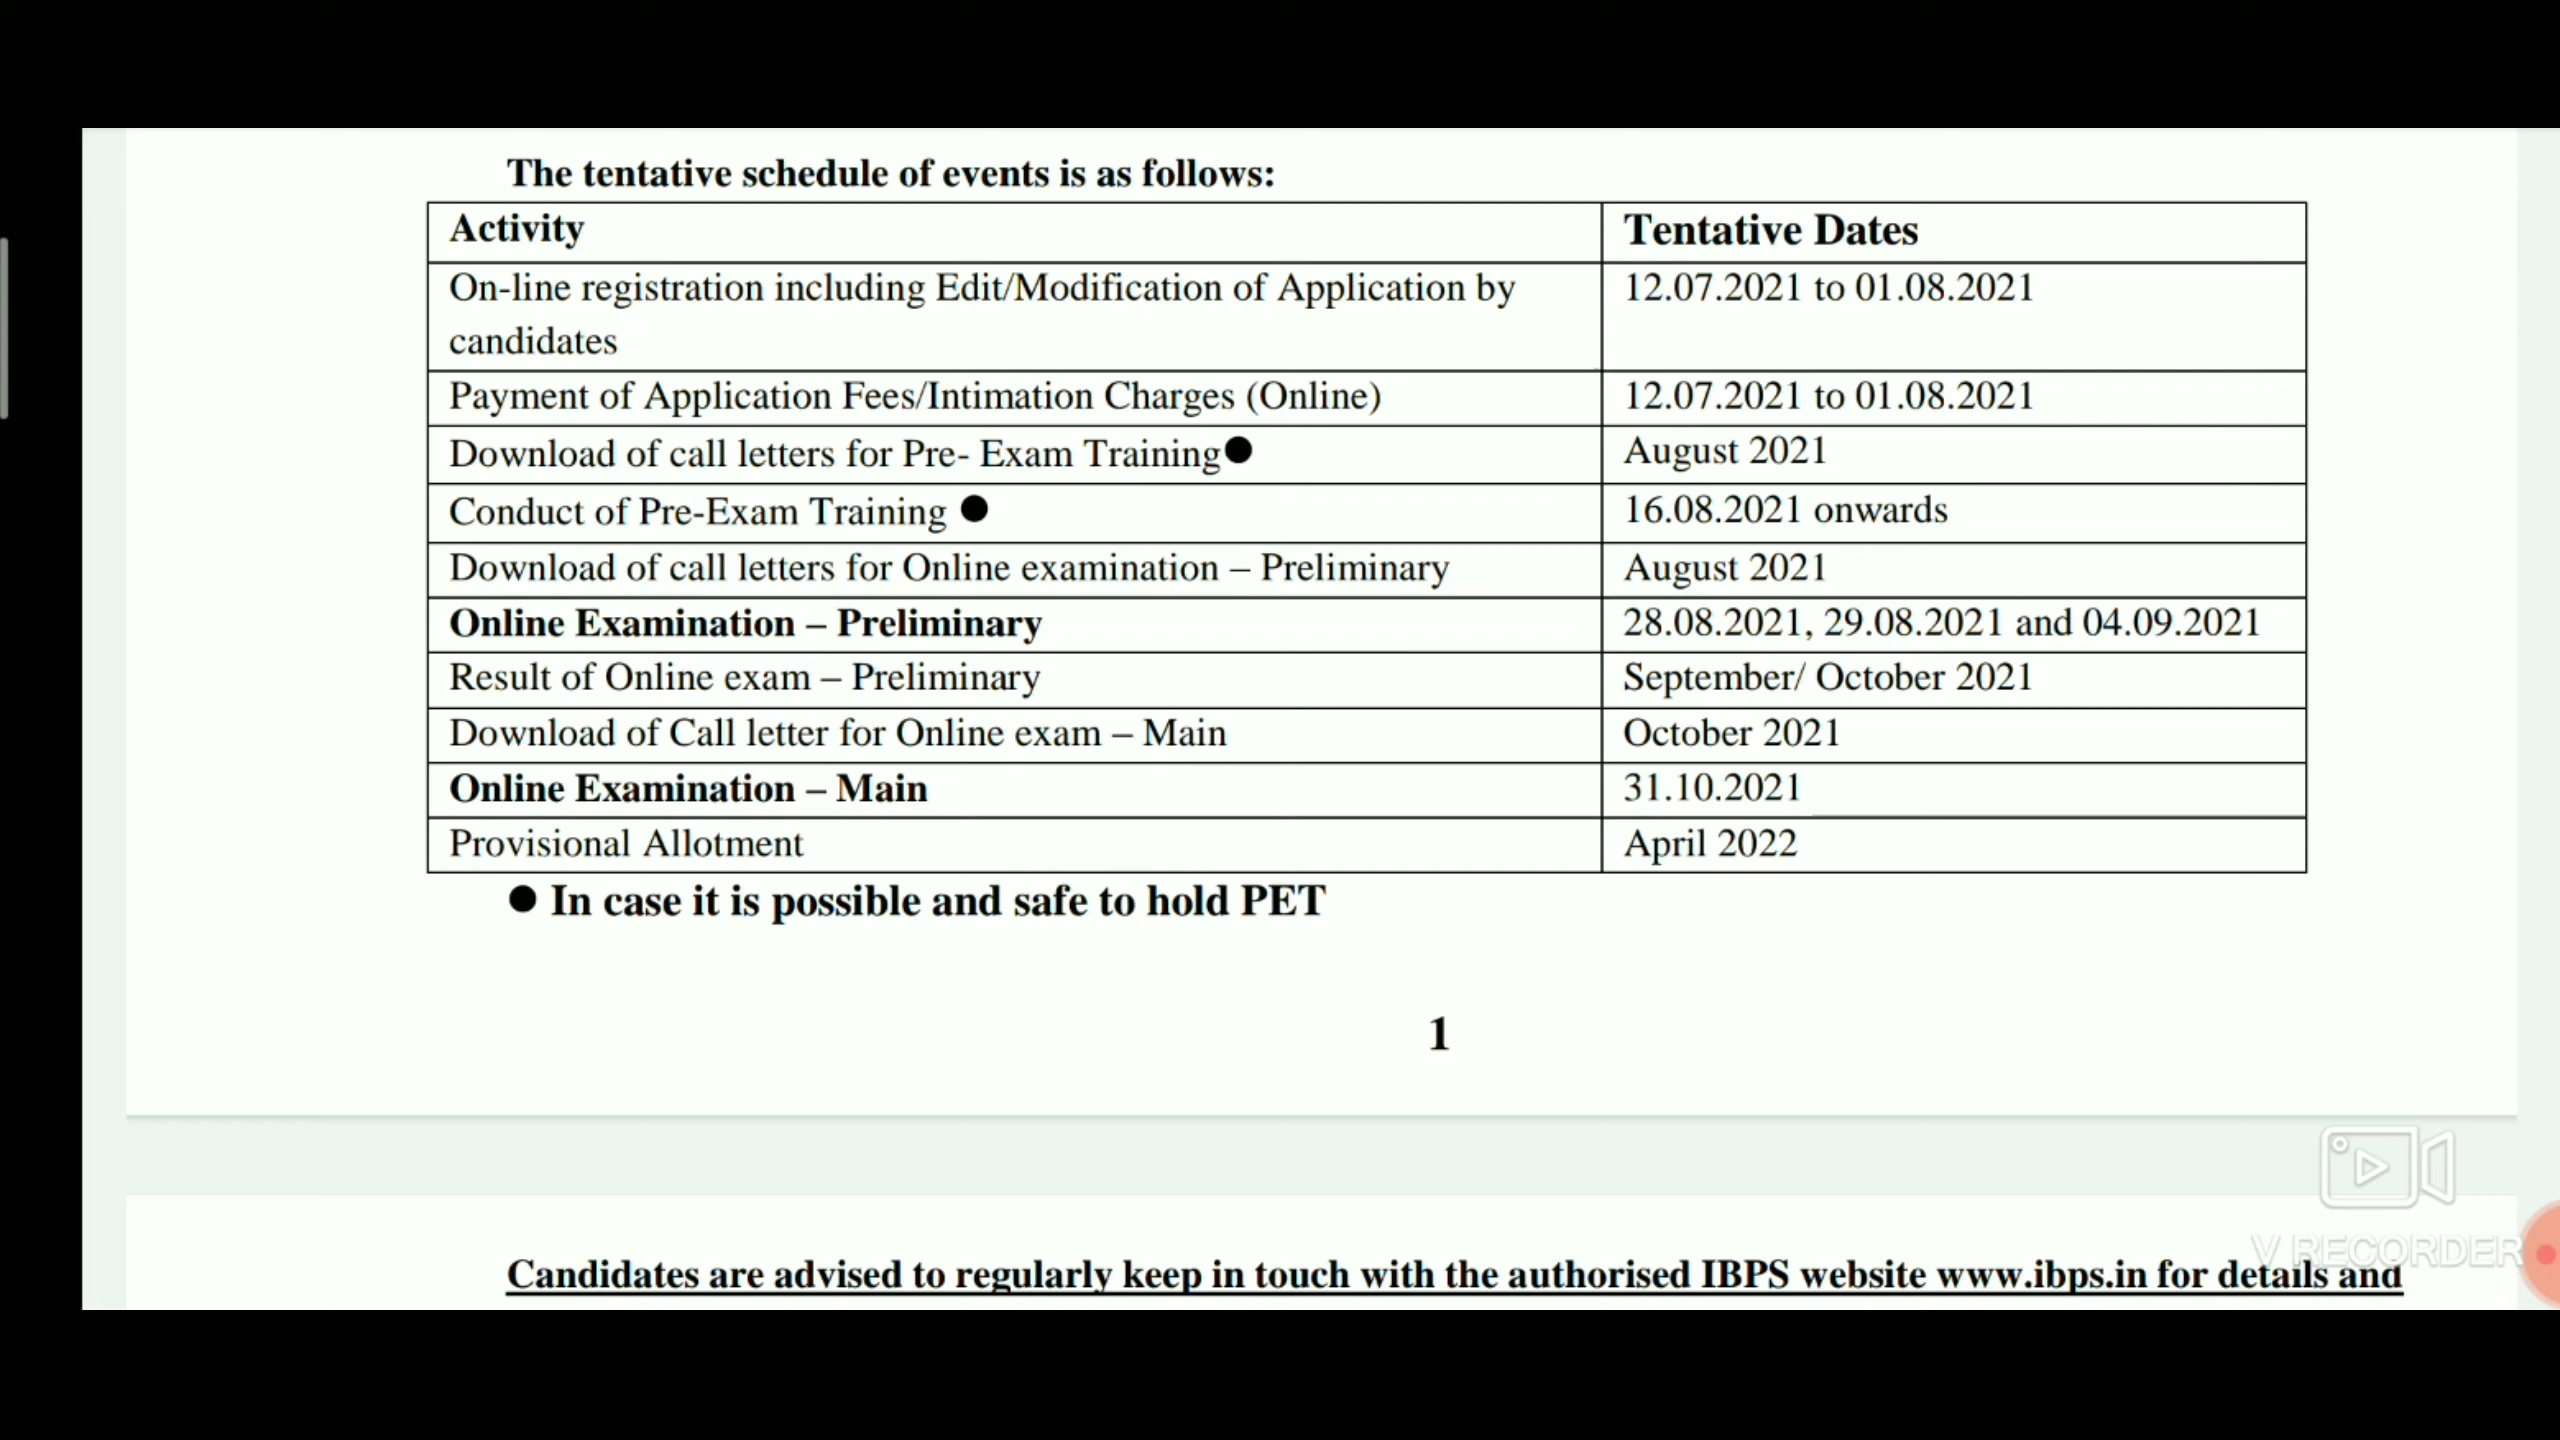 The tentative schedule of events is as follows:
Activity Tentative Dates
On-line registration including Edit/Modification of Application by 12.07.2021 to 01.08.2021
candidates
Payment of Application Fees/Intimation Charges (Online) 12.07.2021 to 01.08.2021
Download of call letters for Pre- Exam Training● August 2021
Conduct of Pre-Exam Training ● 16.08.2021 onwards
Download of call letters for Online examination – Preliminary August 2021
Online Examination – Preliminary 28.08.2021, 29.08.2021 and 04.09.2021
Result of Online exam – Preliminary September/ October 2021
Download of Call letter for Online exam – Main October 2021
Online Examination – Main 31.10.2021
Provisional Allotment April 2022
● In case it is possible and safe to hold PET
1
V RECORDER
Candidates are advised to regularly keep in touch with the authorised IBPS website www.ibps.in for details and